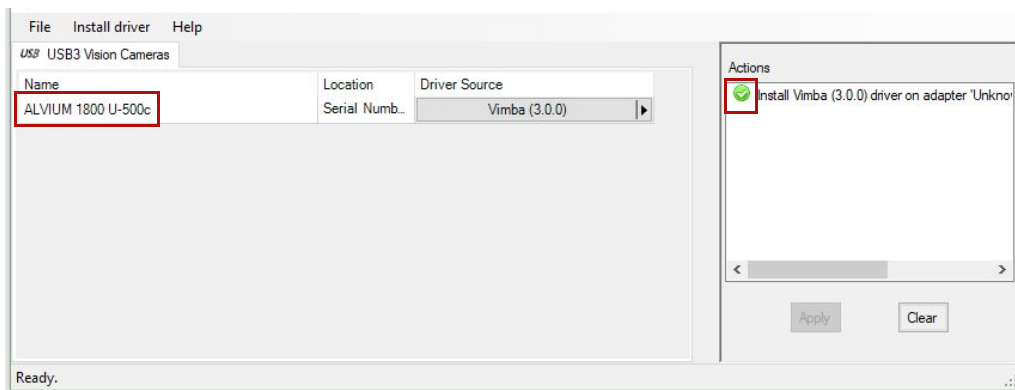 File Install driver Help
USB USB3 Vision Cameras
Name Location Driver Source
ALVIUM 1800 U-500c Serial Numb... Vimba (3.0.0)
Actions
Install Vimba (3.0.0) driver on adapter 'Unknov
Apply Clear
Ready.